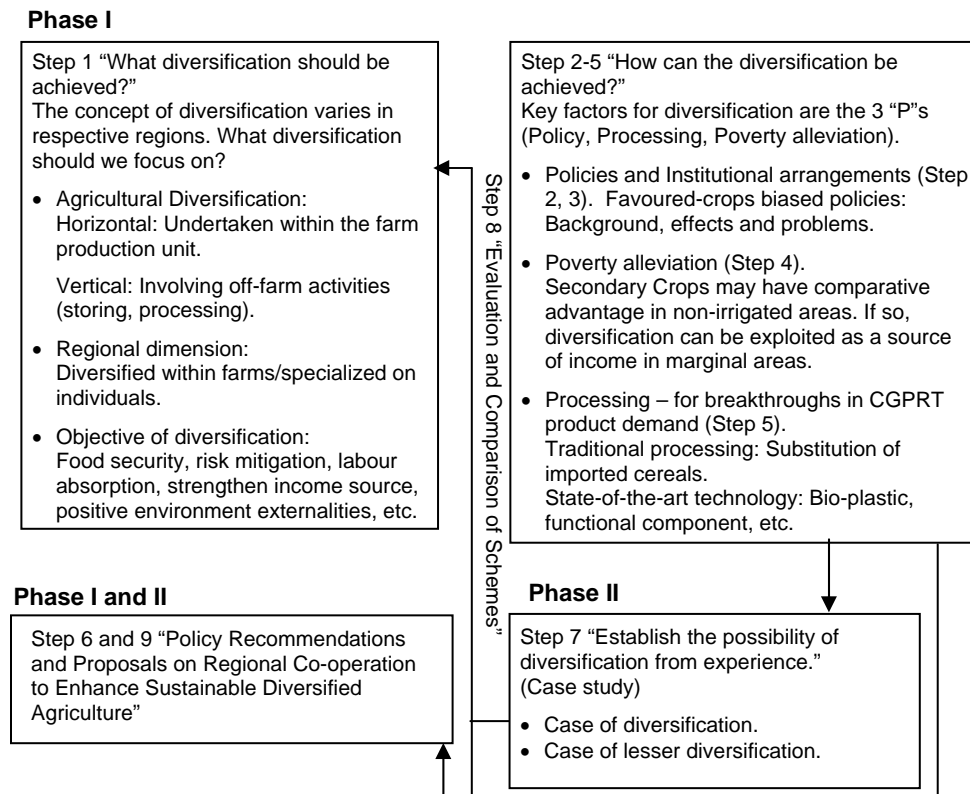 Phase I
Step 1 “What diversification should be
achieved?”
The concept of diversification varies in
respective regions. What diversification
should we focus on?
• Agricultural Diversification:
Horizontal: Undertaken within the farm
production unit.
Vertical: Involving off-farm activities
(storing, processing).
• Regional dimension:
Diversified within farms/specialized on
individuals.
• Objective of diversification:
Food security, risk mitigation, labour
absorption, strengthen income source,
positive environment externalities, etc.
Step 8 “Evaluation and Comparison of Schemes”
Step 2-5 “How can the diversification be
achieved?”
Key factors for diversification are the 3 “P”s
(Policy, Processing, Poverty alleviation).
• Policies and Institutional arrangements (Step
2, 3). Favoured-crops biased policies:
Background, effects and problems.
• Poverty alleviation (Step 4).
Secondary Crops may have comparative
advantage in non-irrigated areas. If so,
diversification can be exploited as a source
of income in marginal areas.
• Processing – for breakthroughs in CGPRT
product demand (Step 5).
Traditional processing: Substitution of
imported cereals.
State-of-the-art technology: Bio-plastic,
functional component, etc.
Phase I and II
Step 6 and 9 “Policy Recommendations
and Proposals on Regional Co-operation
to Enhance Sustainable Diversified
Agriculture”
Phase II
Step 7 “Establish the possibility of
diversification from experience.”
(Case study)
• Case of diversification.
• Case of lesser diversification.